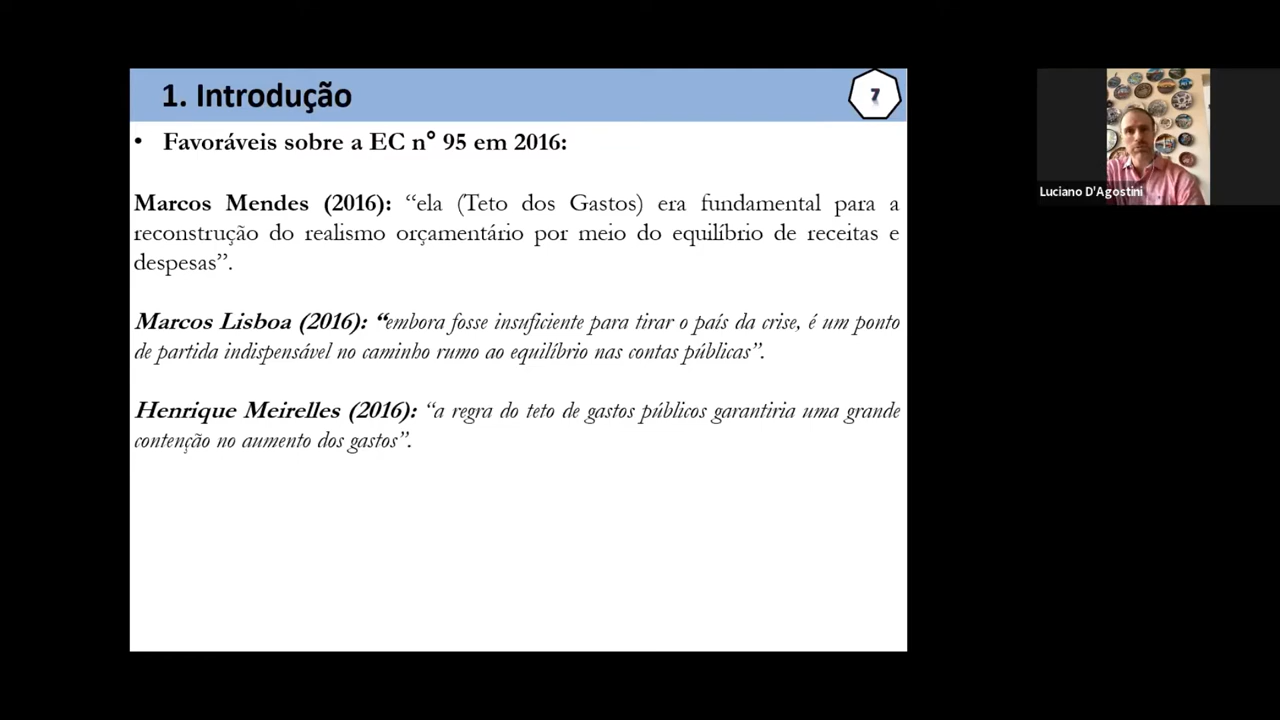 1. Introdução
7
• Favoráveis sobre a EC n° 95 em 2016:
Marcos Mendes (2016): “ela (Teto dos Gastos) era fundamental para a
reconstrução do realismo orçamentário por meio do equilíbrio de receitas e
despesas”.
Marcos Lisboa (2016): “embora fosse insuficiente para tirar o país da crise, é um ponto
de partida indispensável no caminho rumo ao equilíbrio nas contas públicas”.
Henrique Meirelles (2016): “a regra do teto de gastos públicos garantiria uma grande
contenção no aumento dos gastos”.
Luciano D'Agostini